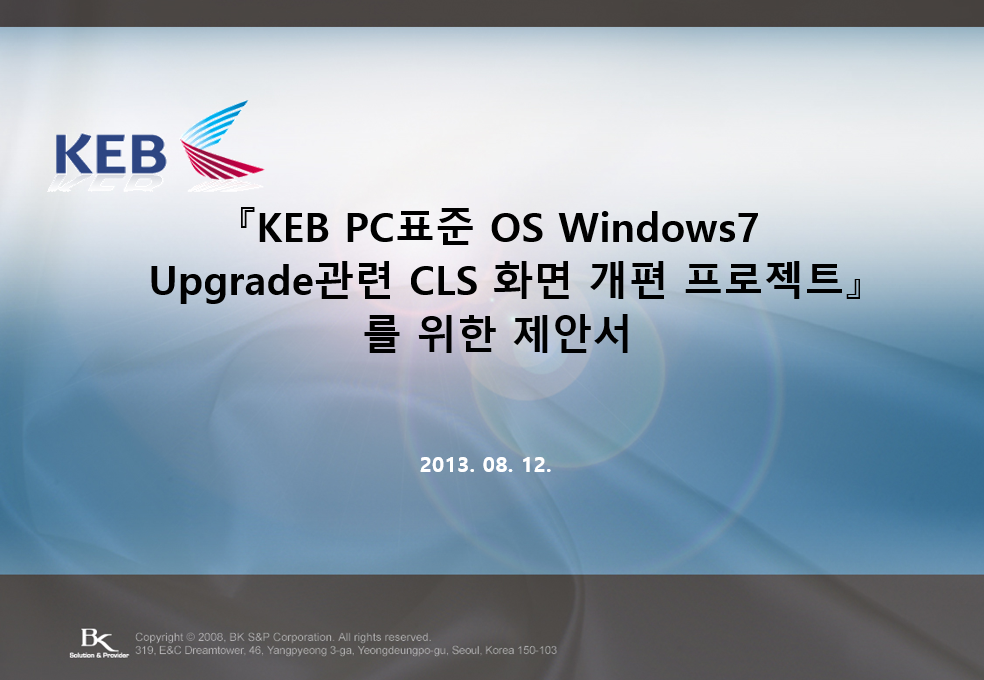 KEB
『KEB PC표준 OS Windows7
Upgrade관련 CLS 화면 개편 프로젝트』
를 위한 제안서
2013. 08. 12.
BK
Solution & Provider
Copyright © 2008, BK S&P Corporation. All rights reserved.
319, E&C Dreamtower, 46, Yangpyeong 3-ga, Yeongdeungpo-gu, Seoul, Korea 150-103